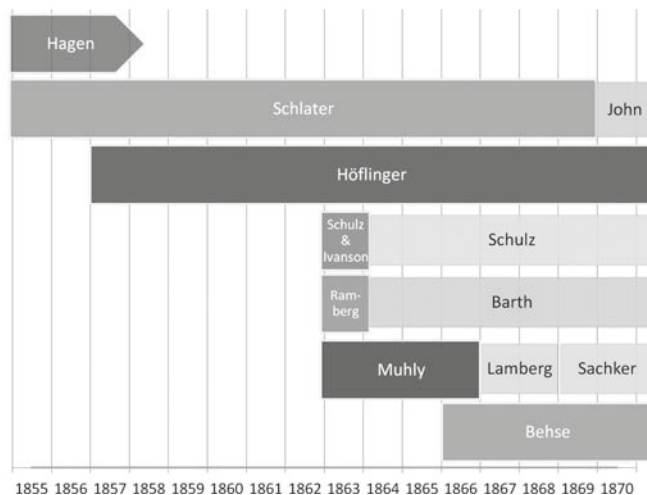 Hagen
Schlater John
Höflinger
Schulz
&
Ivanson
Schulz
Ram-
berg
Barth
Muhly Lamberg Sachker
Behse
1855 1856 1857 1858 1859 1860 1861 1862 1863 1864 1865 1866 1867 1868 1869 1870